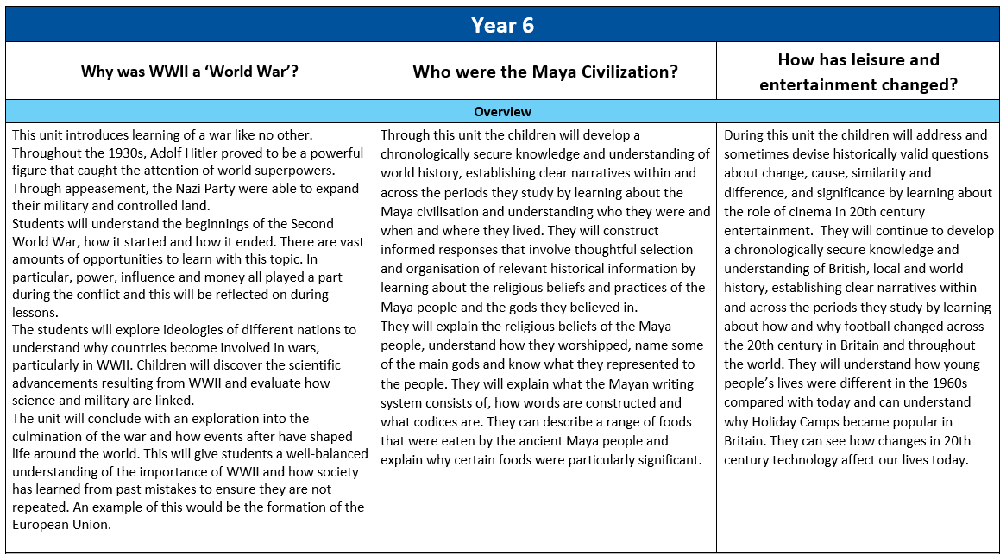 Year 6
Why was WWII a ‘World War’?
Who were the Maya Civilization?
How has leisure and
entertainment changed?
Overview
This unit introduces learning of a war like no other.
Throughout the 1930s, Adolf Hitler proved to be a powerful
figure that caught the attention of world superpowers.
Through appeasement, the Nazi Party were able to expand
their military and controlled land.
Students will understand the beginnings of the Second
World War, how it started and how it ended. There are vast
amounts of opportunities to learn with this topic. In
particular, power, influence and money all played a part
during the conflict and this will be reflected on during
lessons.
The students will explore ideologies of different nations to
understand why countries become involved in wars,
particularly in WWII. Children will discover the scientific
advancements resulting from WWII and evaluate how
science and military are linked.
The unit will conclude with an exploration into the
culmination of the war and how events after have shaped
life around the world. This will give students a well-balanced
understanding of the importance of WWII and how society
has learned from past mistakes to ensure they are not
repeated. An example of this would be the formation of the
European Union.
Through this unit the children will develop a
chronologically secure knowledge and understanding of
world history, establishing clear narratives within and
across the periods they study by learning about the
Maya civilisation and understanding who they were and
when and where they lived. They will construct
informed responses that involve thoughtful selection
and organisation of relevant historical information by
learning about the religious beliefs and practices of the
Maya people and the gods they believed in.
They will explain the religious beliefs of the Maya
people, understand how they worshipped, name some
of the main gods and know what they represented to
the people. They will explain what the Mayan writing
system consists of, how words are constructed and
what codices are. They can describe a range of foods
that were eaten by the ancient Maya people and
explain why certain foods were particularly significant.
During this unit the children will address and
sometimes devise historically valid questions
about change, cause, similarity and
difference, and significance by learning about
the role of cinema in 20th century
entertainment.  They will continue to develop
a chronologically secure knowledge and
understanding of British, local and world
history, establishing clear narratives within
and across the periods they study by learning
about how and why football changed across
the 20th century in Britain and throughout
the world. They will understand how young
people’s lives were different in the 1960s
compared with today and can understand
why Holiday Camps became popular in
Britain. They can see how changes in 20th
century technology affect our lives today.